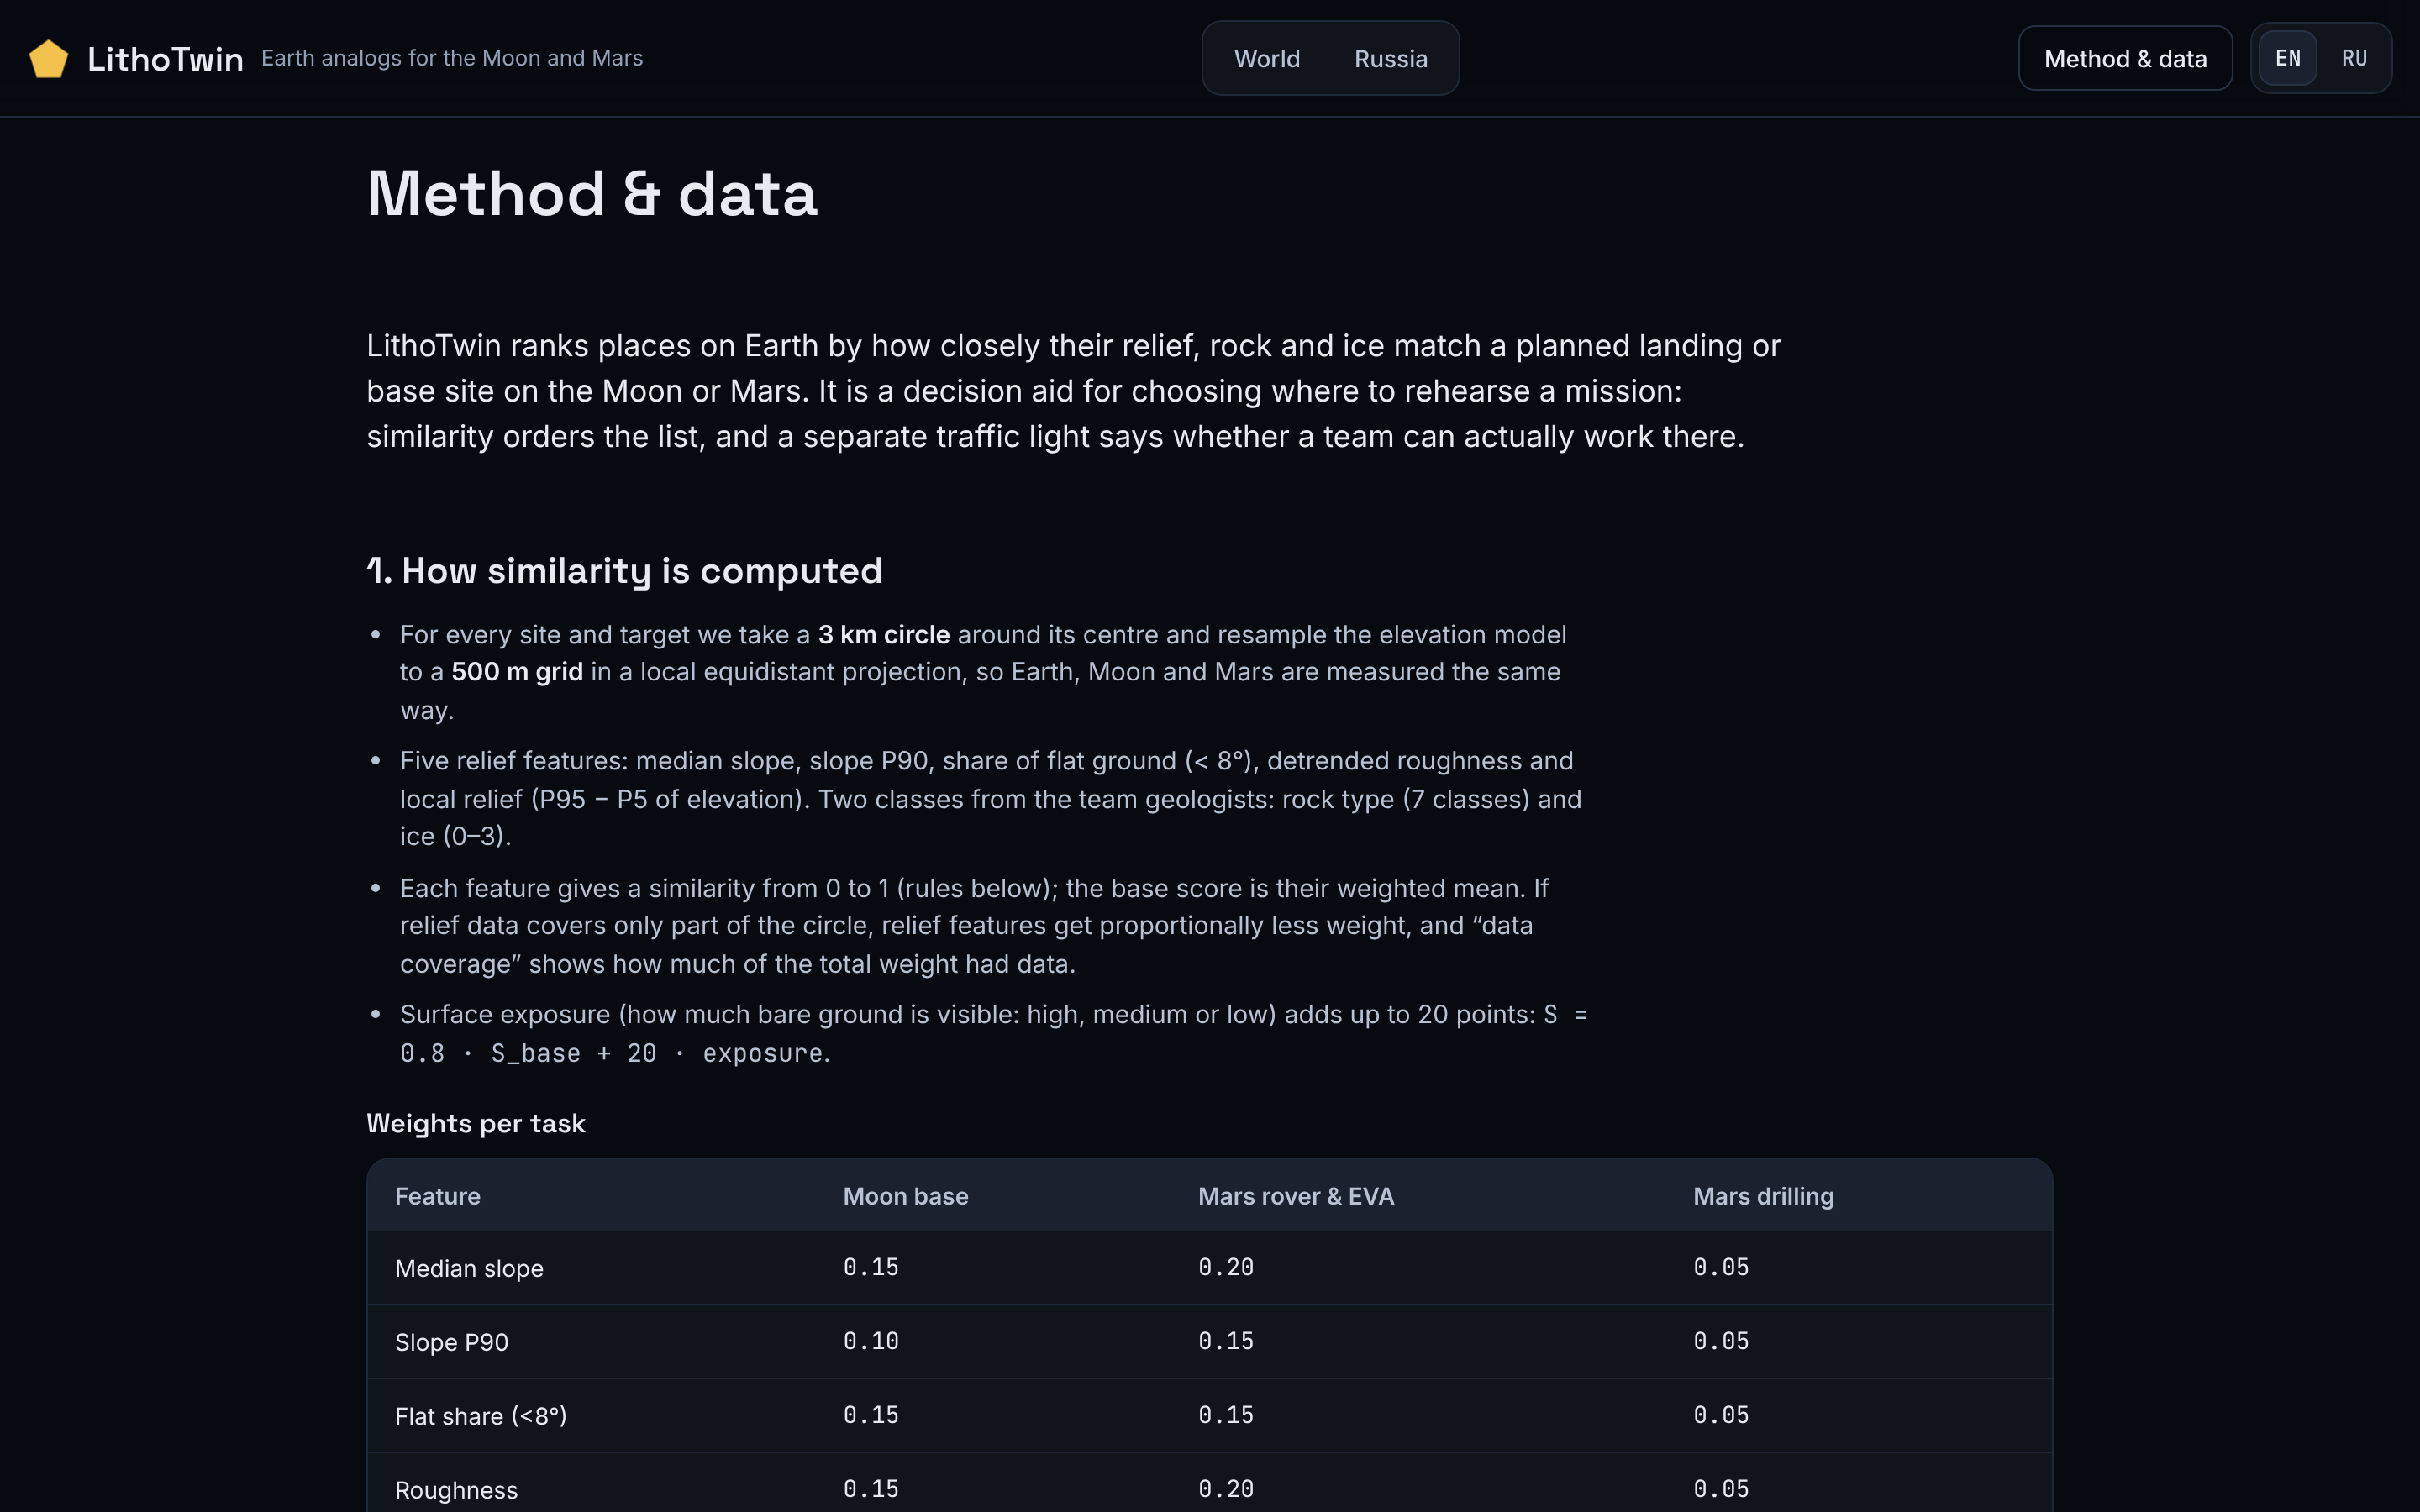 LithoTwin Earth analogs for the Moon and Mars
World Russia
Method & data EN RU
Method & data
LithoTwin ranks places on Earth by how closely their relief, rock and ice match a planned landing or
base site on the Moon or Mars. It is a decision aid for choosing where to rehearse a mission:
similarity orders the list, and a separate traffic light says whether a team can actually work there.
1. How similarity is computed
• For every site and target we take a 3 km circle around its centre and resample the elevation model
to a 500 m grid in a local equidistant projection, so Earth, Moon and Mars are measured the same
way.
• Five relief features: median slope, slope P90, share of flat ground (< 8°), detrended roughness and
local relief (P95 − P5 of elevation). Two classes from the team geologists: rock type (7 classes) and
ice (0–3).
• Each feature gives a similarity from 0 to 1 (rules below); the base score is their weighted mean. If
relief data covers only part of the circle, relief features get proportionally less weight, and “data
coverage” shows how much of the total weight had data.
• Surface exposure (how much bare ground is visible: high, medium or low) adds up to 20 points: S =
0.8 · S_base + 20 · exposure.
Weights per task
Feature Moon base Mars rover & EVA Mars drilling
Median slope 0.15 0.20 0.05
Slope P90 0.10 0.15 0.05
Flat share (<8°) 0.15 0.15 0.05
Roughness 0.15 0.20 0.05